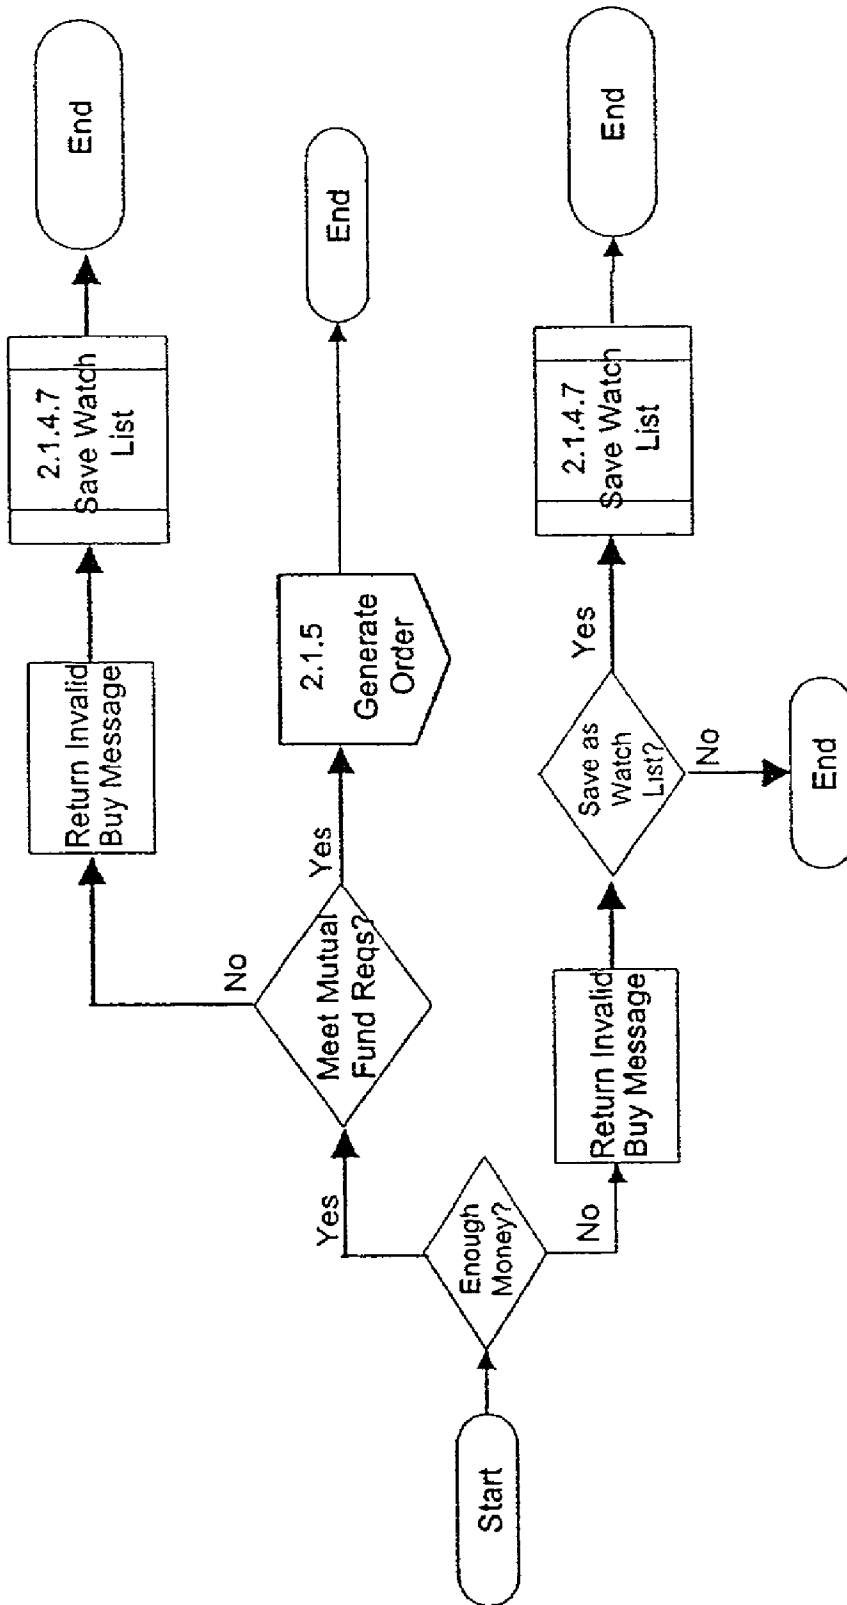 Start
Enough
Money?
Yes
No
Meet Mutual
Fund Reqs?
No
Yes
Return Invalid
Buy Message
2.1.4.7
Save Watch
List
End
2.1.5
Generate
Order
End
Return Invalid
Buy Message
Save as
Watch
List?
Yes
No
2.1.4.7
Save Watch
List
End
End